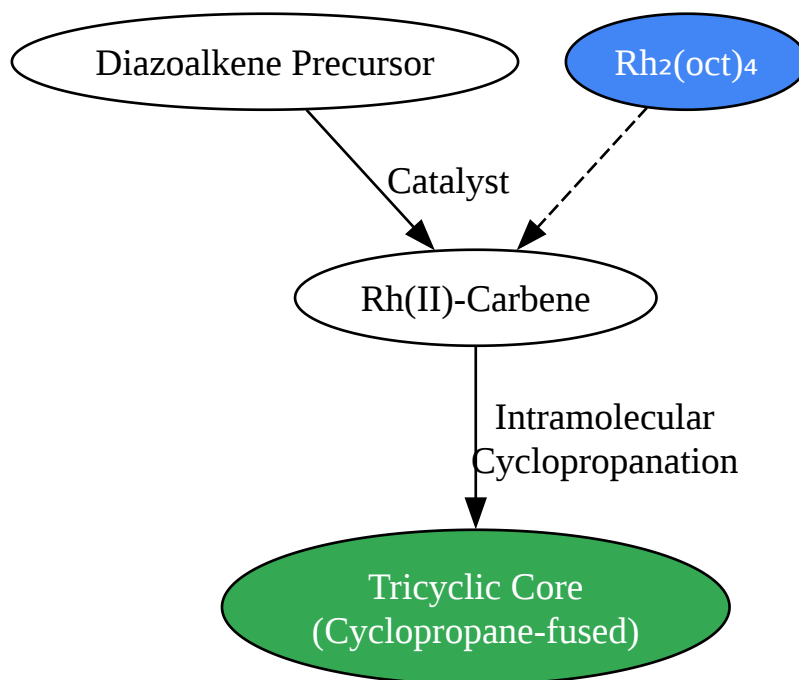 Diazoalkene Precursor
Rh₂(oct)₄
Catalyst
Rh(II)-Carbene
Intramolecular
Cyclopropanation
Tricyclic Core
(Cyclopropane-fused)